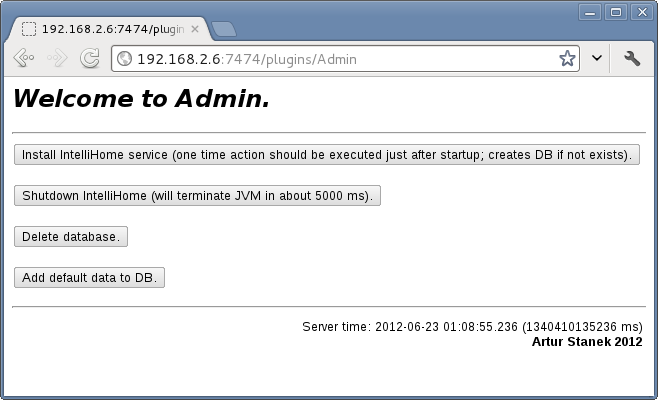 192.168.2.6:7474/plugin
192.168.2.6:7474/plugins/Admin
Welcome to Admin.
Install IntelliHome service (one time action should be executed just after startup; creates DB if not exists).
Shutdown IntelliHome (will terminate JVM in about 5000 ms).
Delete database.
Add default data to DB.
Server time: 2012-06-23 01:08:55.236 (1340410135236 ms)
Artur Stanek 2012